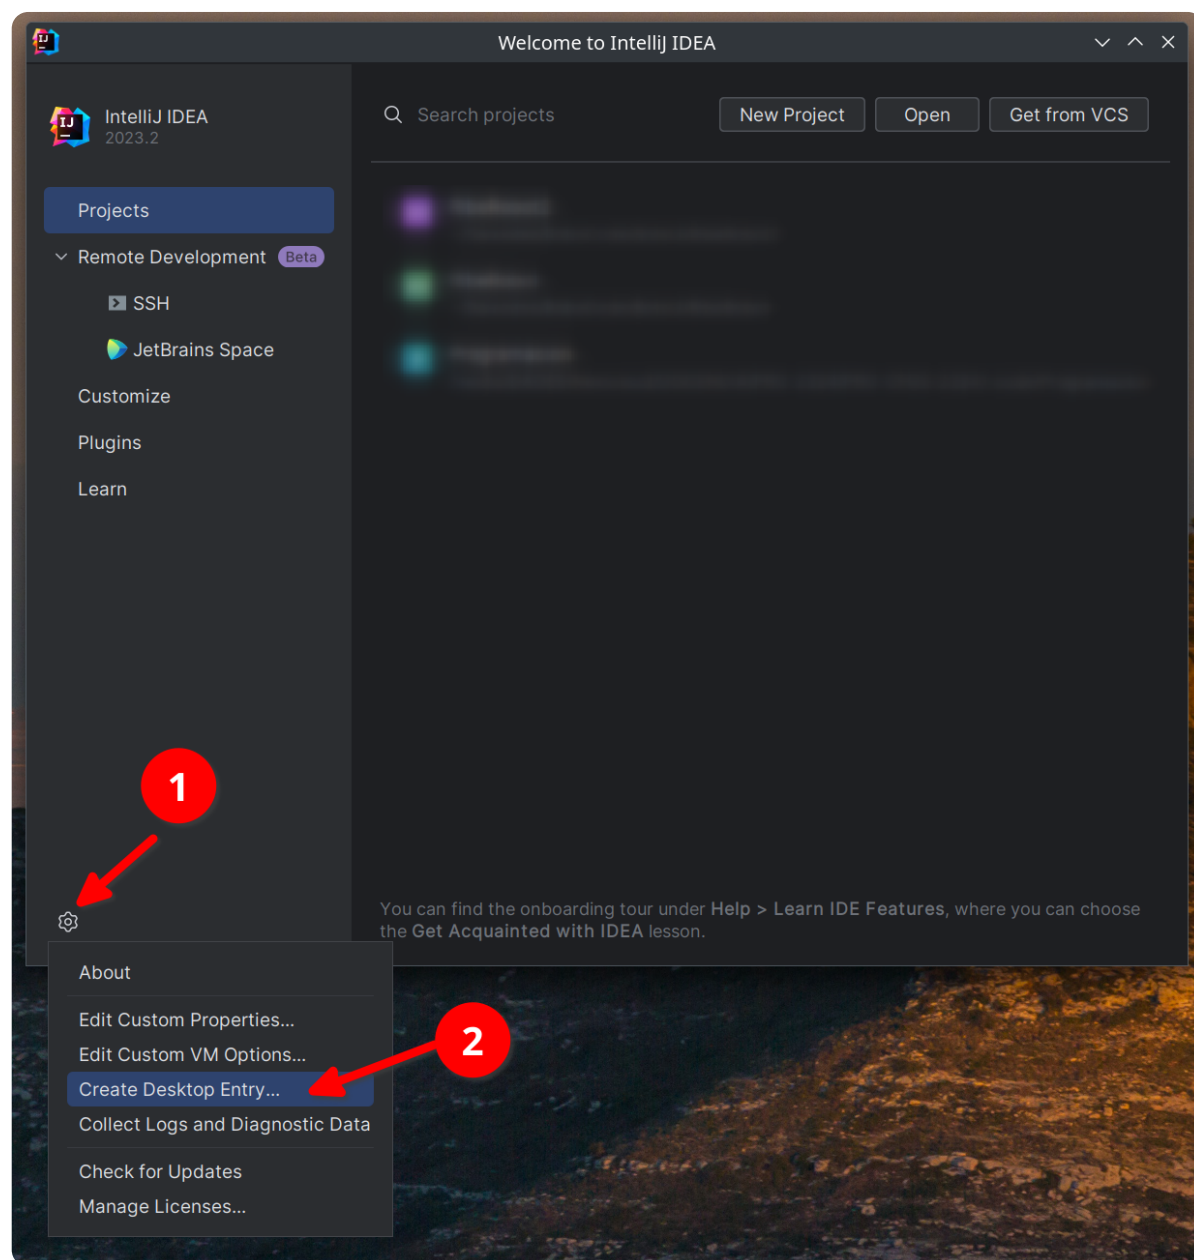 Welcome to IntelliJ IDEA
IntelliJ IDEA
2023.2
Search projects
New Project
Open
Get from VCS
Projects
Remote Development Beta
SSH
JetBrains Space
Customize
Plugins
Learn
1
You can find the onboarding tour under Help > Learn IDE Features, where you can choose
the Get Acquainted with IDEA lesson.
About
Edit Custom Properties...
Edit Custom VM Options...
Create Desktop Entry...
Collect Logs and Diagnostic Data
Check for Updates
Manage Licenses...
2